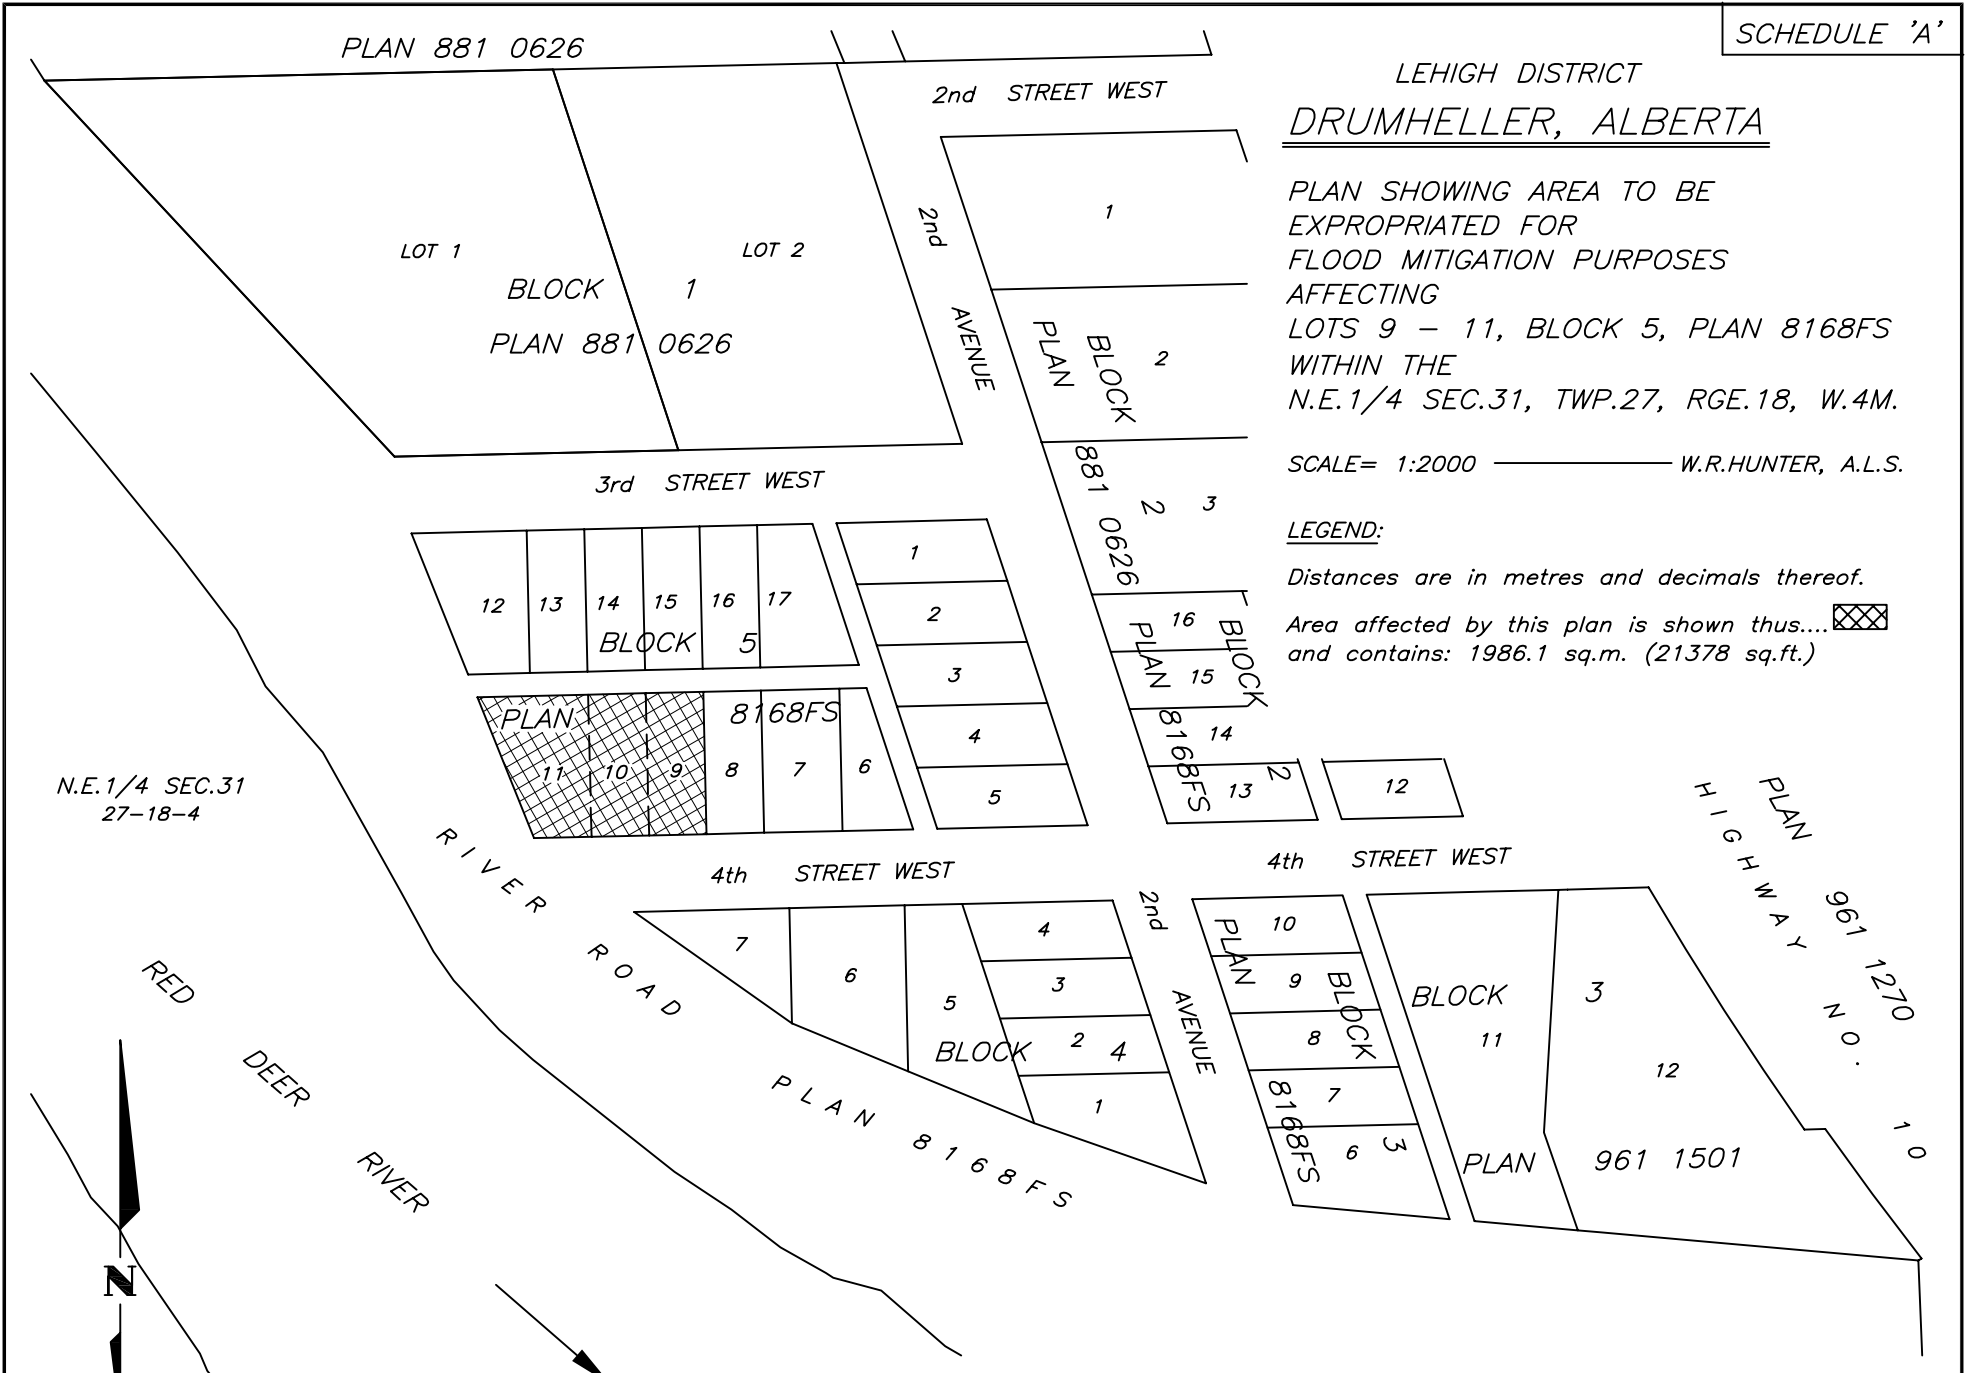 SCHEDULE 'A'
PLAN 881 0626
LEHIGH DISTRICT
DRUMHELLER, ALBERTA
PLAN SHOWING AREA TO BE
EXPROPRIATED FOR
FLOOD MITIGATION PURPOSES
AFFECTING
LOTS 9 – 11, BLOCK 5, PLAN 8168FS
WITHIN THE
N.E.1/4 SEC.31, TWP.27, RGE.18, W.4M.
SCALE= 1:2000 W.R.HUNTER, A.L.S.
LEGEND:
Distances are in metres and decimals thereof.
Area affected by this plan is shown thus....
and contains: 1986.1 sq.m. (21378 sq.ft.)
2nd STREET WEST
LOT 1
LOT 2
BLOCK 1
PLAN 881 0626
2nd AVENUE
1
2
3
PLAN 881 0626
BLOCK 2
3rd STREET WEST
12 13 14 15 16 17
BLOCK 5
PLAN 8168FS
11 10 9 8 7 6
1
2
3
4
5
16
15
14
13
12
PLAN 8168FS
BLOCK 2
N.E.1/4 SEC.31
27–18–4
4th STREET WEST
4th STREET WEST
RIVER ROAD
PLAN 8168FS
7
6
5
4
3
2
1
BLOCK 4
2nd AVENUE
10
9
8
7
6
PLAN 8168FS
BLOCK 3
BLOCK 3
11
12
PLAN 961 1501
PLAN 961 1270
HIGHWAY NO. 10
RED DEER RIVER
N